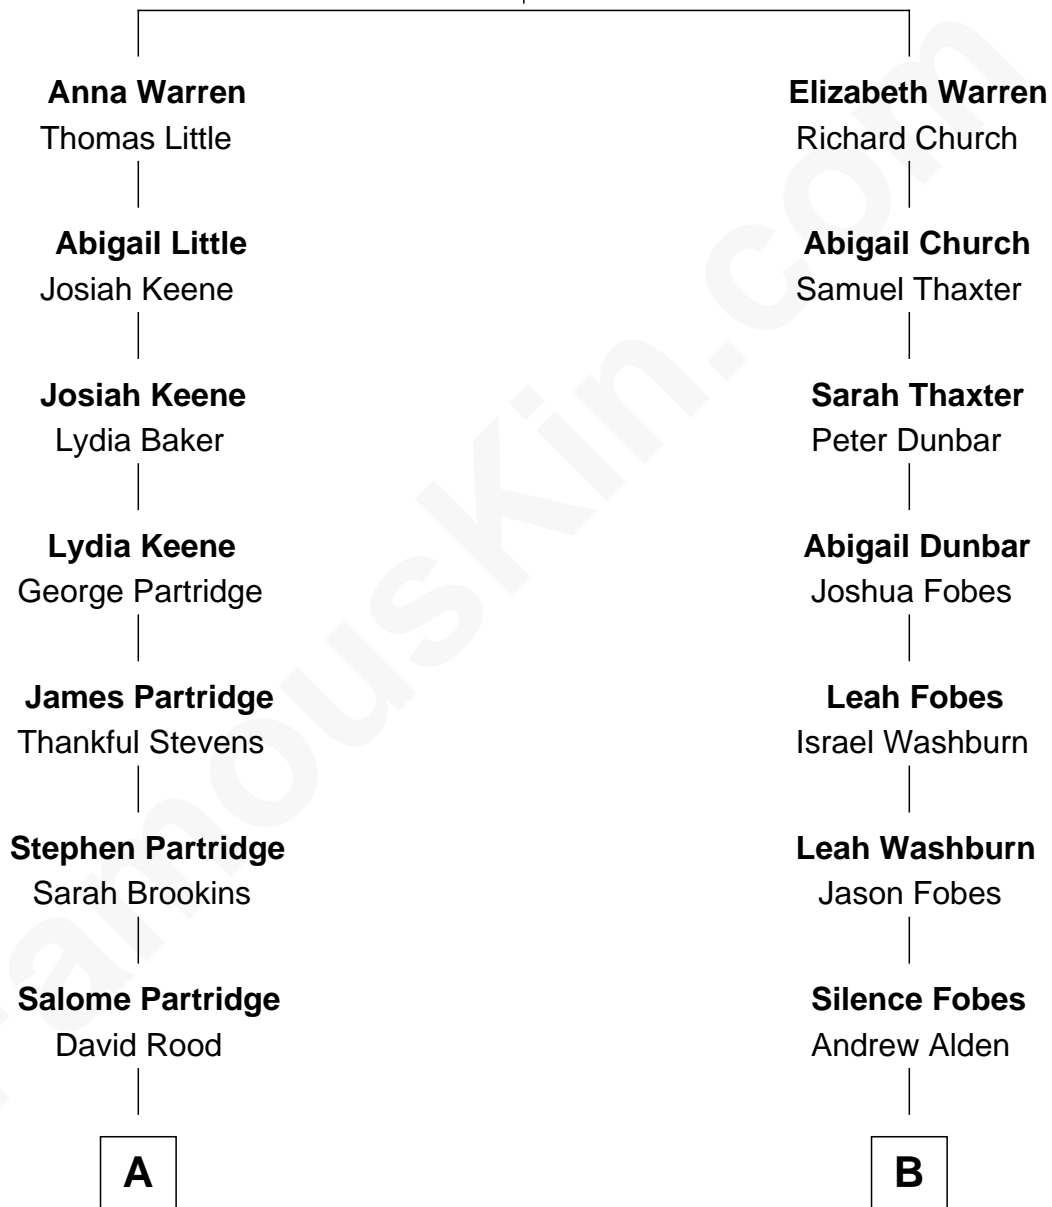 Anna Warren
Thomas Little
Abigail Little
Josiah Keene
Josiah Keene
Lydia Baker
Lydia Keene
George Partridge
James Partridge
Thankful Stevens
Stephen Partridge
Sarah Brookins
Salome Partridge
David Rood
A
Elizabeth Warren
Richard Church
Abigail Church
Samuel Thaxter
Sarah Thaxter
Peter Dunbar
Abigail Dunbar
Joshua Fobes
Leah Fobes
Israel Washburn
Leah Washburn
Jason Fobes
Silence Fobes
Andrew Alden
B
FamousKin.com